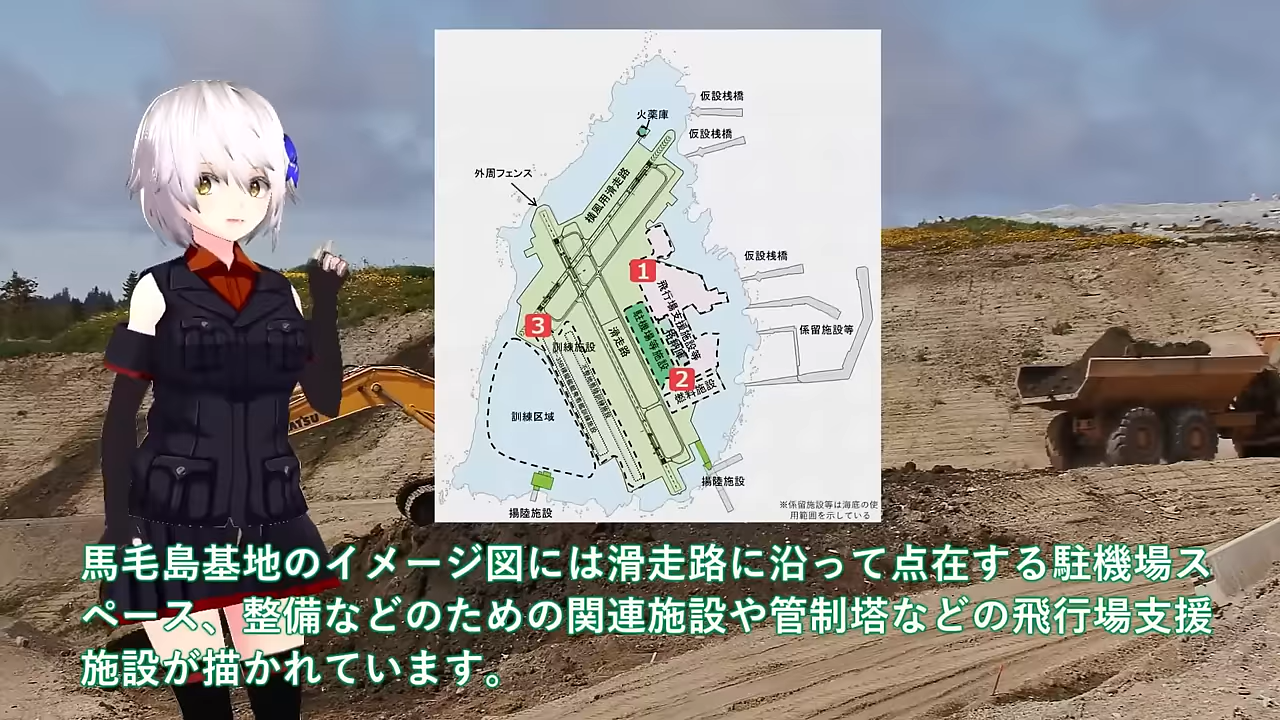 仮設桟橋
火薬庫
仮設桟橋
外周フェンス
横風用滑走路
仮設桟橋
1
飛行場支援施設等
3
駐機場等施設
滑走路
係留施設等
訓練施設
2
燃料施設
訓練区域
揚陸施設
揚陸施設
※係留施設等は海底の使
用範囲を示している
馬毛島基地のイメージ図には滑走路に沿って点在する駐機場ス
ペース、整備などのための関連施設や管制塔などの飛行場支援
施設が描かれています。